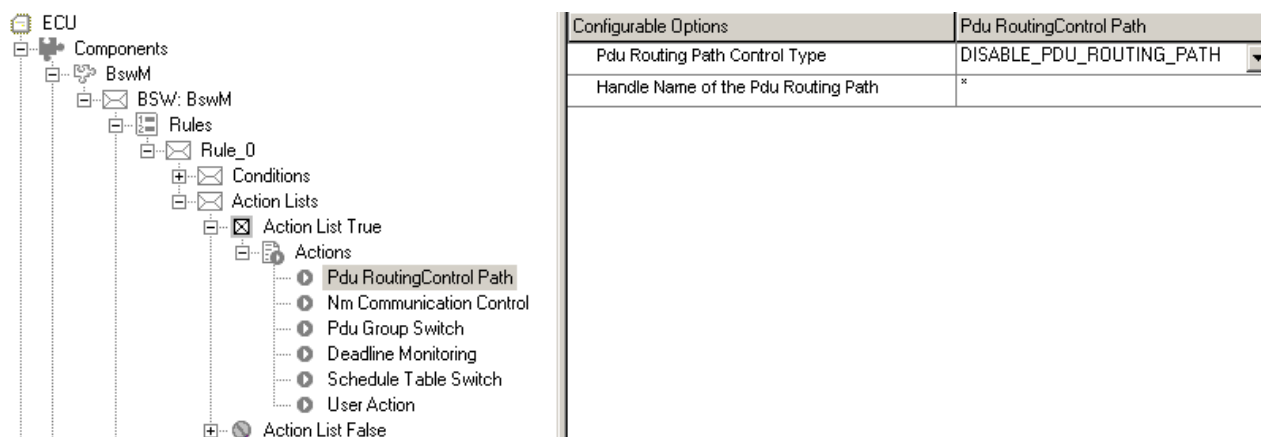 ECU
Components
BswM
BSW: BswM
Rules
Rule_0
Conditions
Action Lists
Action List True
Actions
Pdu RoutingControl Path
Nm Communication Control
Pdu Group Switch
Deadline Monitoring
Schedule Table Switch
User Action
Action List False
Configurable Options Pdu RoutingControl Path
Pdu Routing Path Control Type DISABLE_PDU_ROUTING_PATH
Handle Name of the Pdu Routing Path *